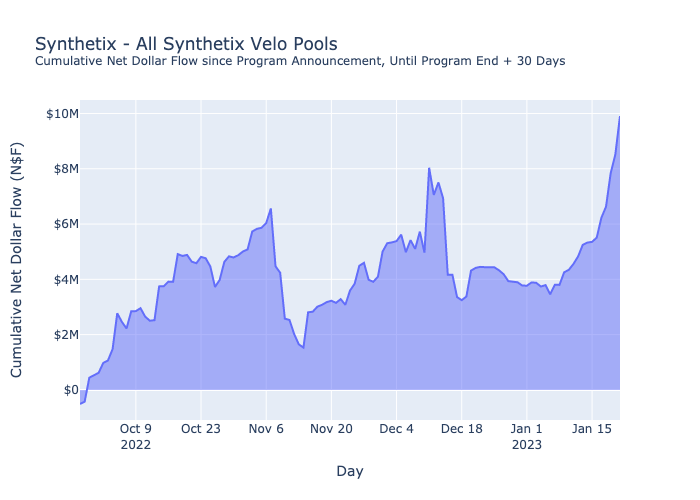 Synthetix - All Synthetix Velo Pools
Cumulative Net Dollar Flow since Program Announcement, Until Program End + 30 Days
Cumulative Net Dollar Flow (N$F)
$10M
$8M
$6M
$4M
$2M
$0
Oct 9 Oct 23 Nov 6 Nov 20 Dec 4 Dec 18 Jan 1 Jan 15
2022 2023
Day